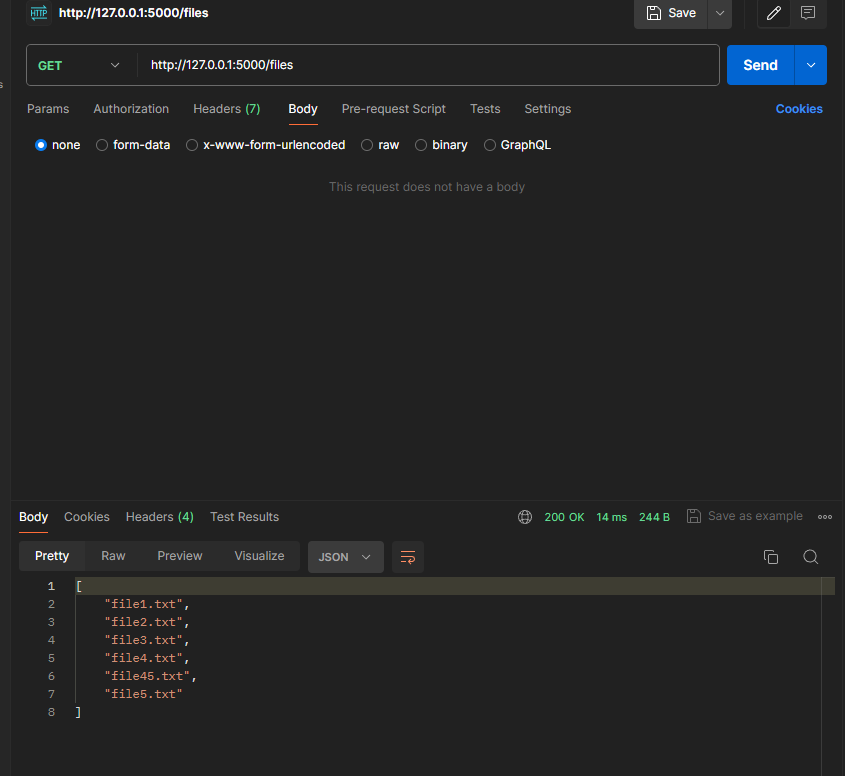 HTTP http://127.0.0.1:5000/files Save
GET http://127.0.0.1:5000/files Send
s
Params Authorization Headers (7) Body Pre-request Script Tests Settings Cookies
none form-data x-www-form-urlencoded raw binary GraphQL
This request does not have a body
Body Cookies Headers (4) Test Results 200 OK 14 ms 244 B Save as example
Pretty Raw Preview Visualize JSON
1 [
2 "file1.txt",
3 "file2.txt",
4 "file3.txt",
5 "file4.txt",
6 "file45.txt",
7 "file5.txt"
8 ]